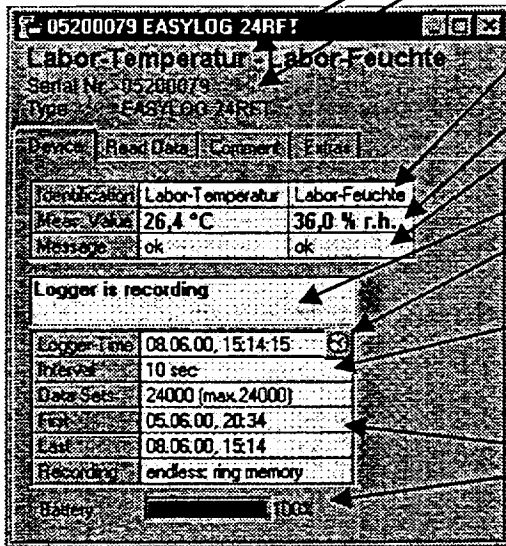 05200079 EASYLOG 24RFT
Labor-Temperatur - Labor-Feuchte
Serial Nr. 05200079
Type EASYLOG 24RFT
Device Read Data Comment Extras
Identification Labor-Temperatur Labor-Feuchte
Meas. Value 26,4 °C 36,0 % r.h.
Message ok ok
Logger is recording
Logger-Time 08.06.00, 15:14:15
Interval 10 sec
Data Sets 24000 (max.24000)
First 05.06.00, 20:34
Last 08.06.00, 15:14
Recording endless: ring memory
Battery 100%